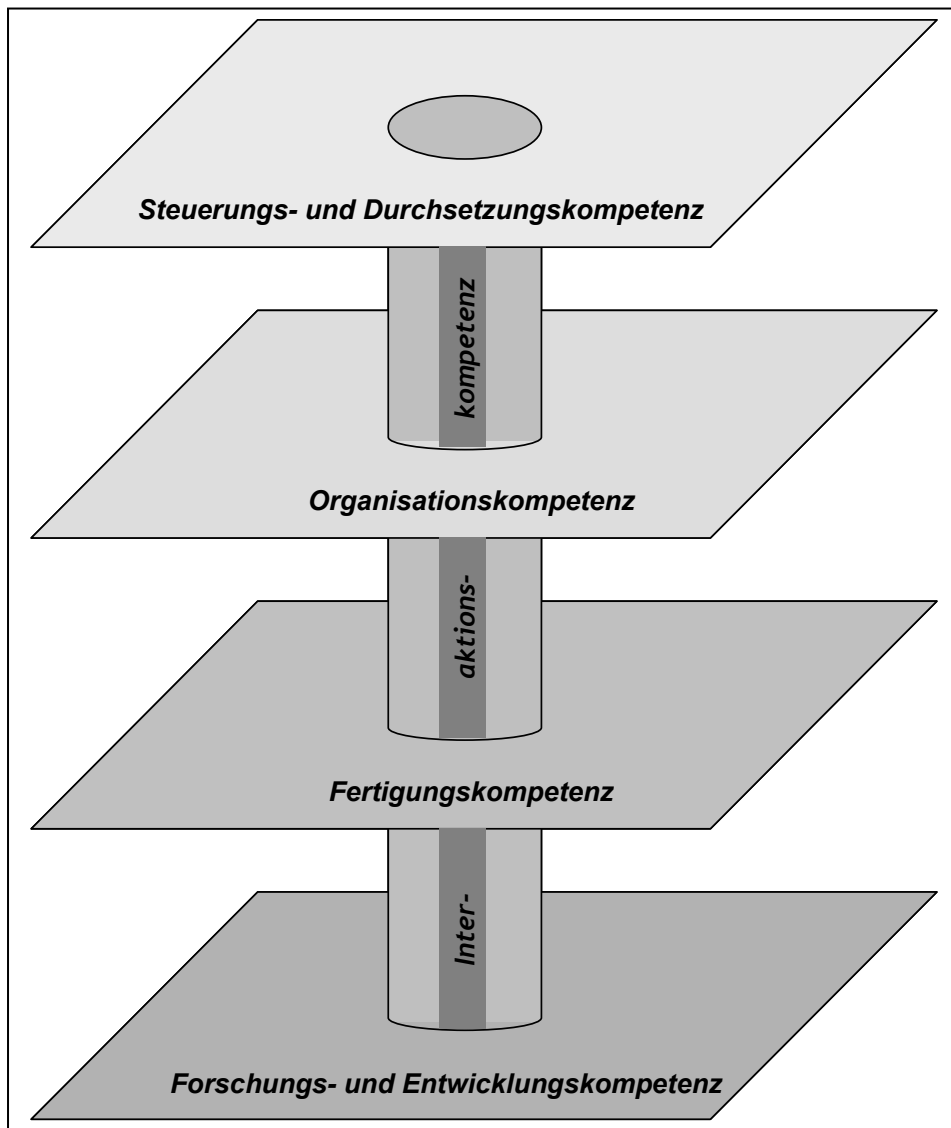 Steuerungs- und Durchsetzungskompetenz
kompetenz
Organisationskompetenz
aktions-
Fertigungskompetenz
Inter-
Forschungs- und Entwicklungskompetenz